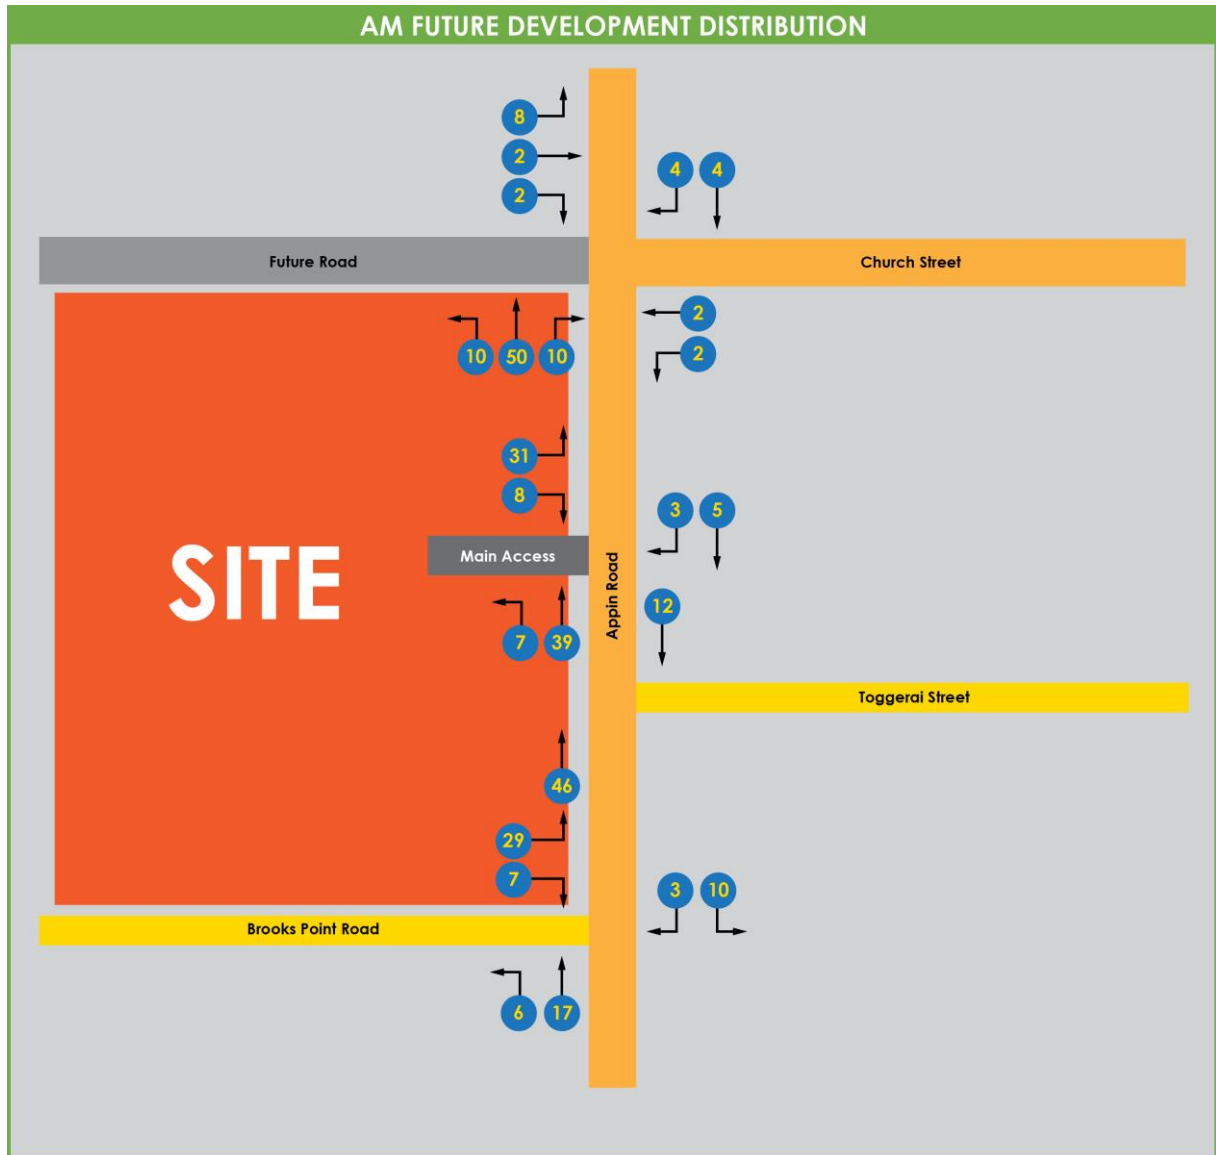 AM FUTURE DEVELOPMENT DISTRIBUTION
8
2
2
4 4
Future Road
Church Street
10 50 10
2
2
31
8
3 5
Main Access
SITE
Appin Road
12
7 39
Toggerai Street
46
29
7
3 10
Brooks Point Road
6 17